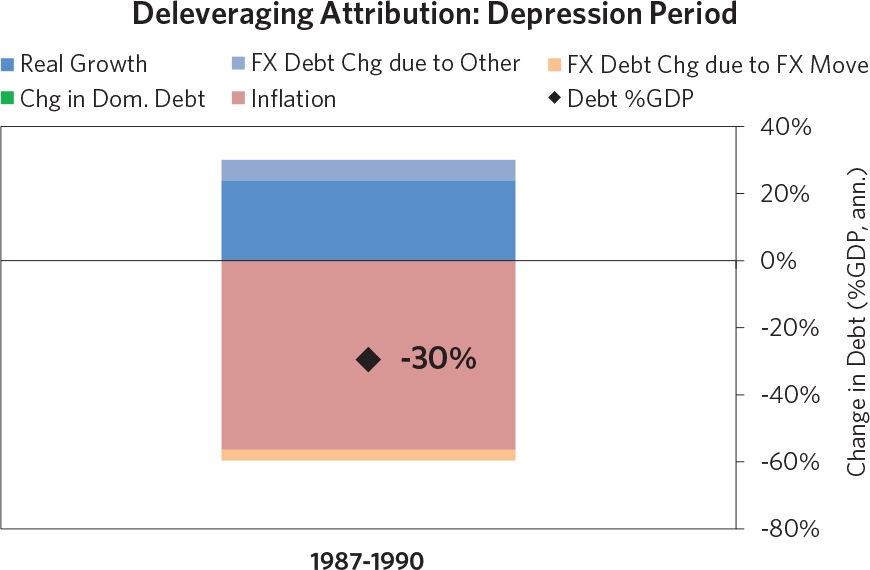 Deleveraging Attribution: Depression Period
Real Growth
FX Debt Chg due to Other
FX Debt Chg due to FX Move
Chg in Dom. Debt
Inflation
Debt %GDP
40%
20%
0%
-20%
-40%
-60%
-80%
Change in Debt (%GDP, ann.)
-30%
1987-1990